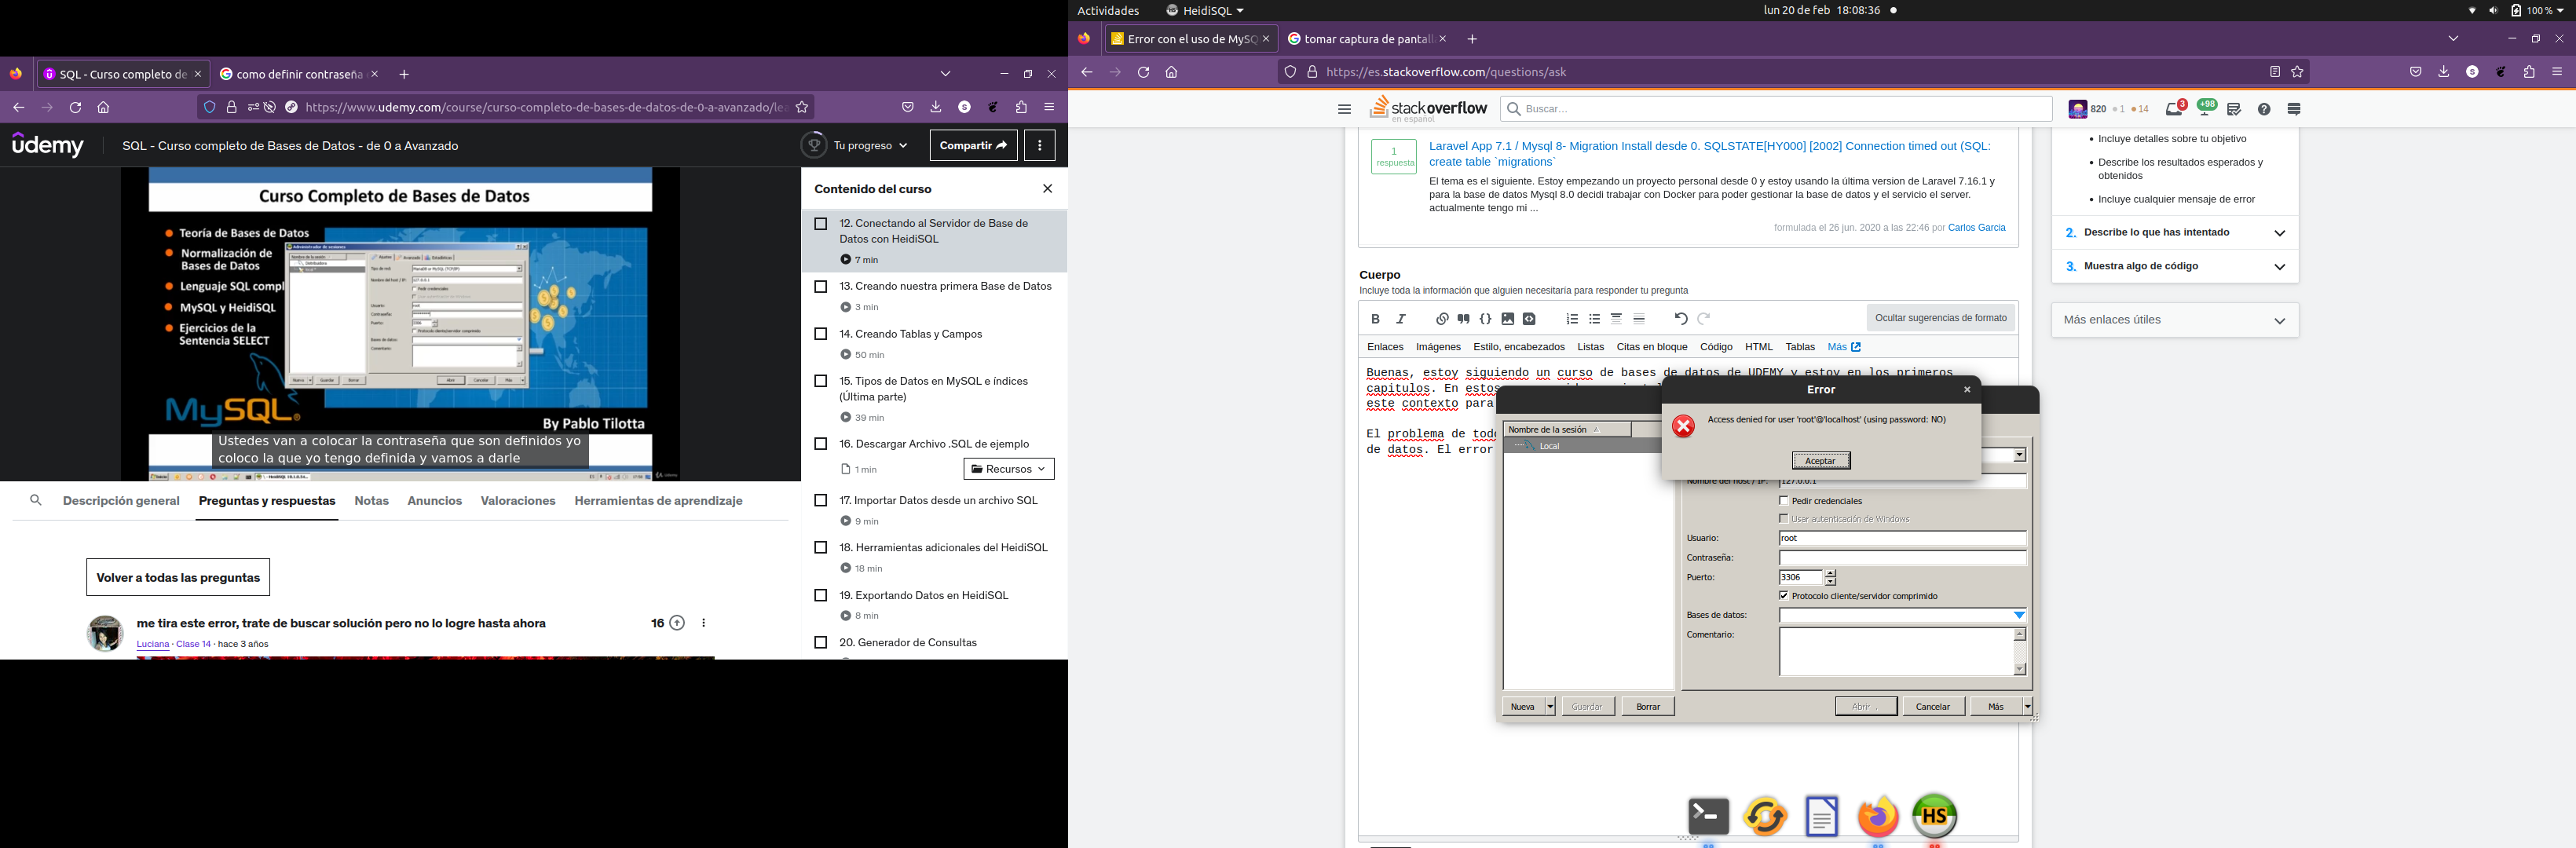 SQL - Curso completo de
como definir contraseña
https://www.udemy.com/course/curso-completo-de-bases-de-datos-de-0-a-avanzado/lea
ûdemy
SQL - Curso completo de Bases de Datos - de 0 a Avanzado
Tu progreso
Compartir
Curso Completo de Bases de Datos
Teoría de Bases de Datos
Normalización de
Bases de Datos
Lenguaje SQL compl
MySQL y HeidiSQL
Ejercicios de la
Sentencia SELECT
MySQL
By Pablo Tilotta
Ustedes van a colocar la contraseña que son definidos yo
coloco la que yo tengo definida y vamos a darle
Contenido del curso
12. Conectando al Servidor de Base de
Datos con HeidiSQL
7 min
13. Creando nuestra primera Base de Datos
3 min
14. Creando Tablas y Campos
50 min
15. Tipos de Datos en MySQL e índices
(Última parte)
39 min
16. Descargar Archivo .SQL de ejemplo
1 min
Recursos
17. Importar Datos desde un archivo SQL
9 min
18. Herramientas adicionales del HeidiSQL
18 min
19. Exportando Datos en HeidiSQL
8 min
20. Generador de Consultas
Descripción general
Preguntas y respuestas
Notas
Anuncios
Valoraciones
Herramientas de aprendizaje
Volver a todas las preguntas
me tira este error, trate de buscar solución pero no lo logre hasta ahora
16
Luciana · Clase 14 · hace 3 años
Actividades
HeidiSQL
lun 20 de feb 18:08:36
100 %
Error con el uso de MySQ
tomar captura de pantall
https://es.stackoverflow.com/questions/ask
stackoverflow
en español
Buscar…
820 1 14
3
+98
1
respuesta
Laravel App 7.1 / Mysql 8- Migration Install desde 0. SQLSTATE[HY000] [2002] Connection timed out (SQL:
create table `migrations`
El tema es el siguiente. Estoy empezando un proyecto personal desde 0 y estoy usando la última version de Laravel 7.16.1 y
para la base de datos Mysql 8.0 decidi trabajar con Docker para poder gestionar la base de datos y el servicio el server.
actualmente tengo mi ...
formulada el 26 jun. 2020 a las 22:46 por Carlos Garcia
Cuerpo
Incluye toda la información que alguien necesitaría para responder tu pregunta
Ocultar sugerencias de formato
Enlaces
Imágenes
Estilo, encabezados
Listas
Citas en bloque
Código
HTML
Tablas
Más
Buenas, estoy siguiendo un curso de bases de datos de UDEMY y estoy en los primeros
capitulos. En estos
este contexto para
El problema de todo
de datos. El error
Incluye detalles sobre tu objetivo
Describe los resultados esperados y
obtenidos
Incluye cualquier mensaje de error
2. Describe lo que has intentado
3. Muestra algo de código
Más enlaces útiles
Error
Access denied for user 'root'@'localhost' (using password: NO)
Aceptar
Nombre de la sesión
Local
Nombre del host / IP:
127.0.0.1
Pedir credenciales
Usar autenticación de Windows
Usuario:
root
Contraseña:
Puerto:
3306
Protocolo cliente/servidor comprimido
Bases de datos:
Comentario:
Nueva
Guardar
Borrar
Abrir
Cancelar
Más
HS